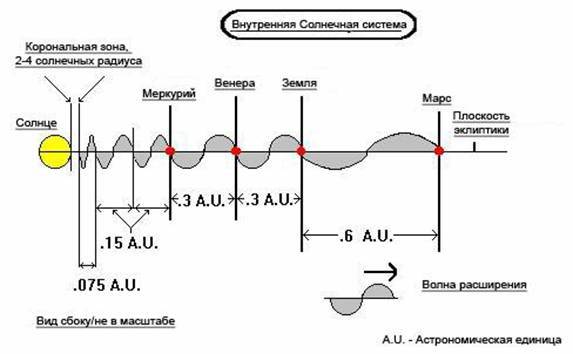 Внутренняя Солнечная система
Корональная зона,
2-4 солнечных радиуса
Солнце
Меркурий
Венера
Земля
Марс
Плоскость
эклиптики
.3 A.U.
.3 A.U.
.15 A.U.
.6 A.U.
.075 A.U.
Волна расширения
Вид сбоку/не в масштабе
A.U. - Астрономическая единица